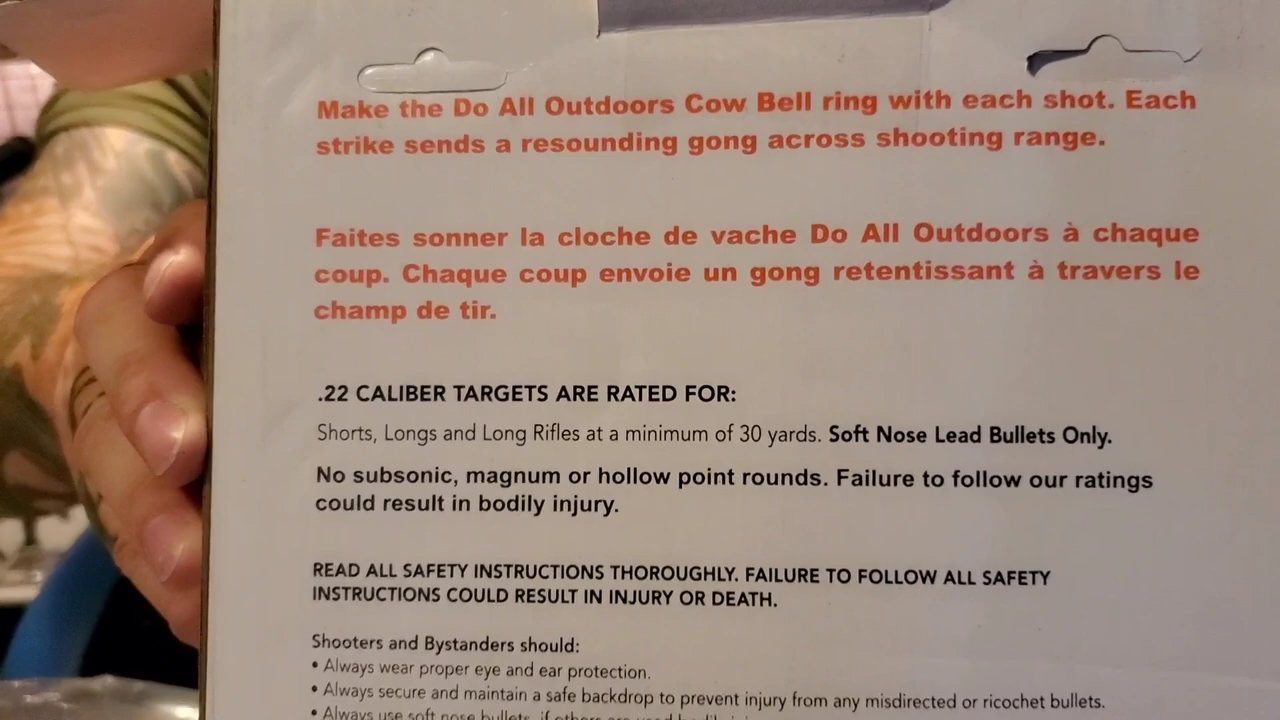 Make the Do All Outdoors Cow Bell ring with each shot. Each
strike sends a resounding gong across shooting range.
Faites sonner la cloche de vache Do All Outdoors à chaque
coup. Chaque coup envoie un gong retentissant à travers le
champ de tir.
.22 CALIBER TARGETS ARE RATED FOR:
Shorts, Longs and Long Rifles at a minimum of 30 yards. Soft Nose Lead Bullets Only.
No subsonic, magnum or hollow point rounds. Failure to follow our ratings
could result in bodily injury.
READ ALL SAFETY INSTRUCTIONS THOROUGHLY. FAILURE TO FOLLOW ALL SAFETY
INSTRUCTIONS COULD RESULT IN INJURY OR DEATH.
Shooters and Bystanders should:
• Always wear proper eye and ear protection.
• Always secure and maintain a safe backdrop to prevent injury from any misdirected or ricochet bullets.
• Always use soft nose bullets, if others are used bodily